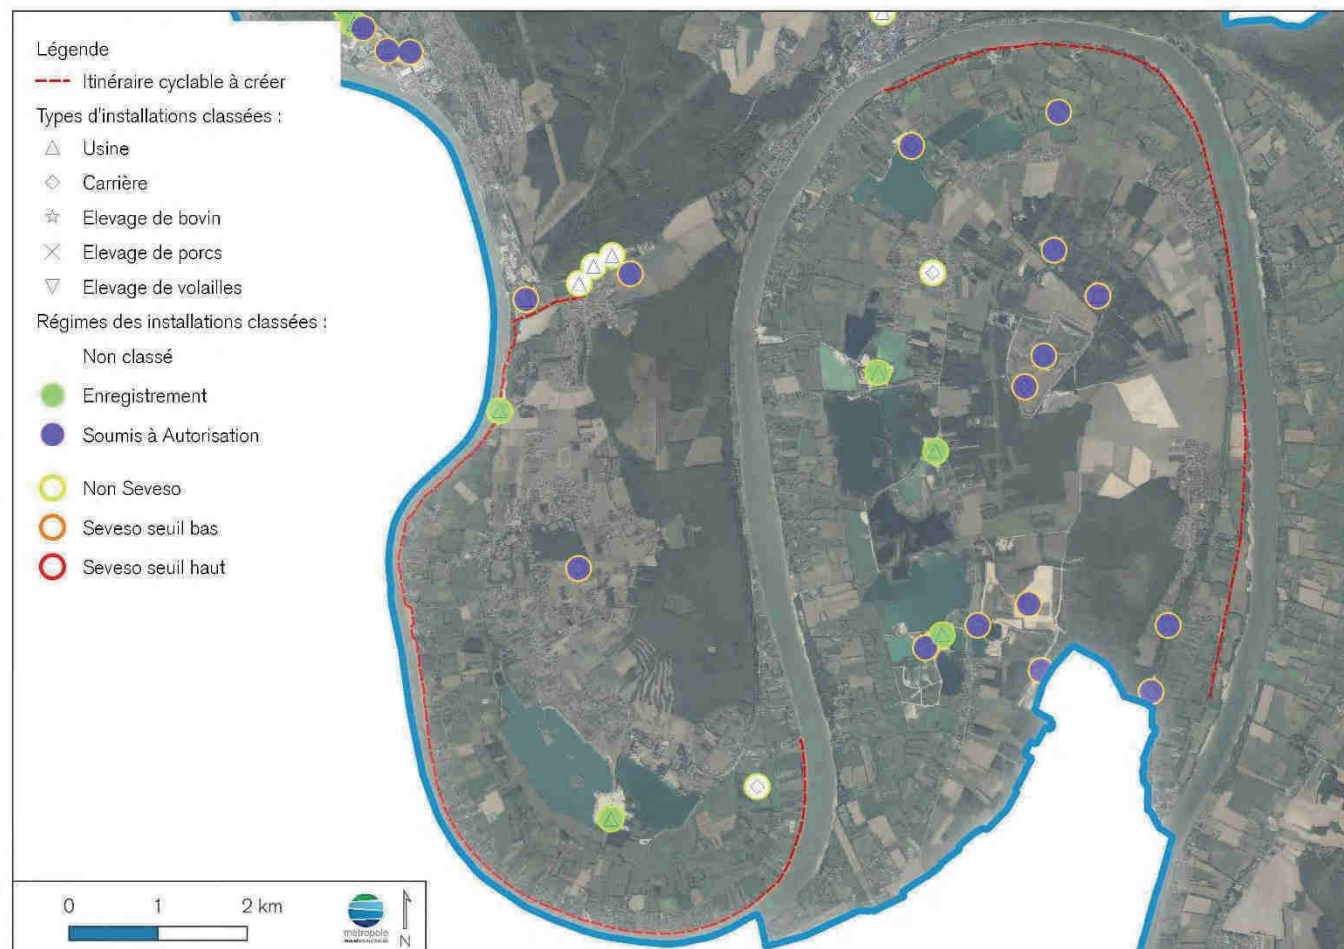 Légende
Itinéraire cyclable à créer
Types d'installations classées :
Usine
Carrière
Elevage de bovin
Elevage de porcs
Elevage de volailles
Régimes des installations classées :
Non classé
Enregistrement
Soumis à Autorisation
Non Seveso
Seveso seuil bas
Seveso seuil haut
0 1 2 km
métropole
N